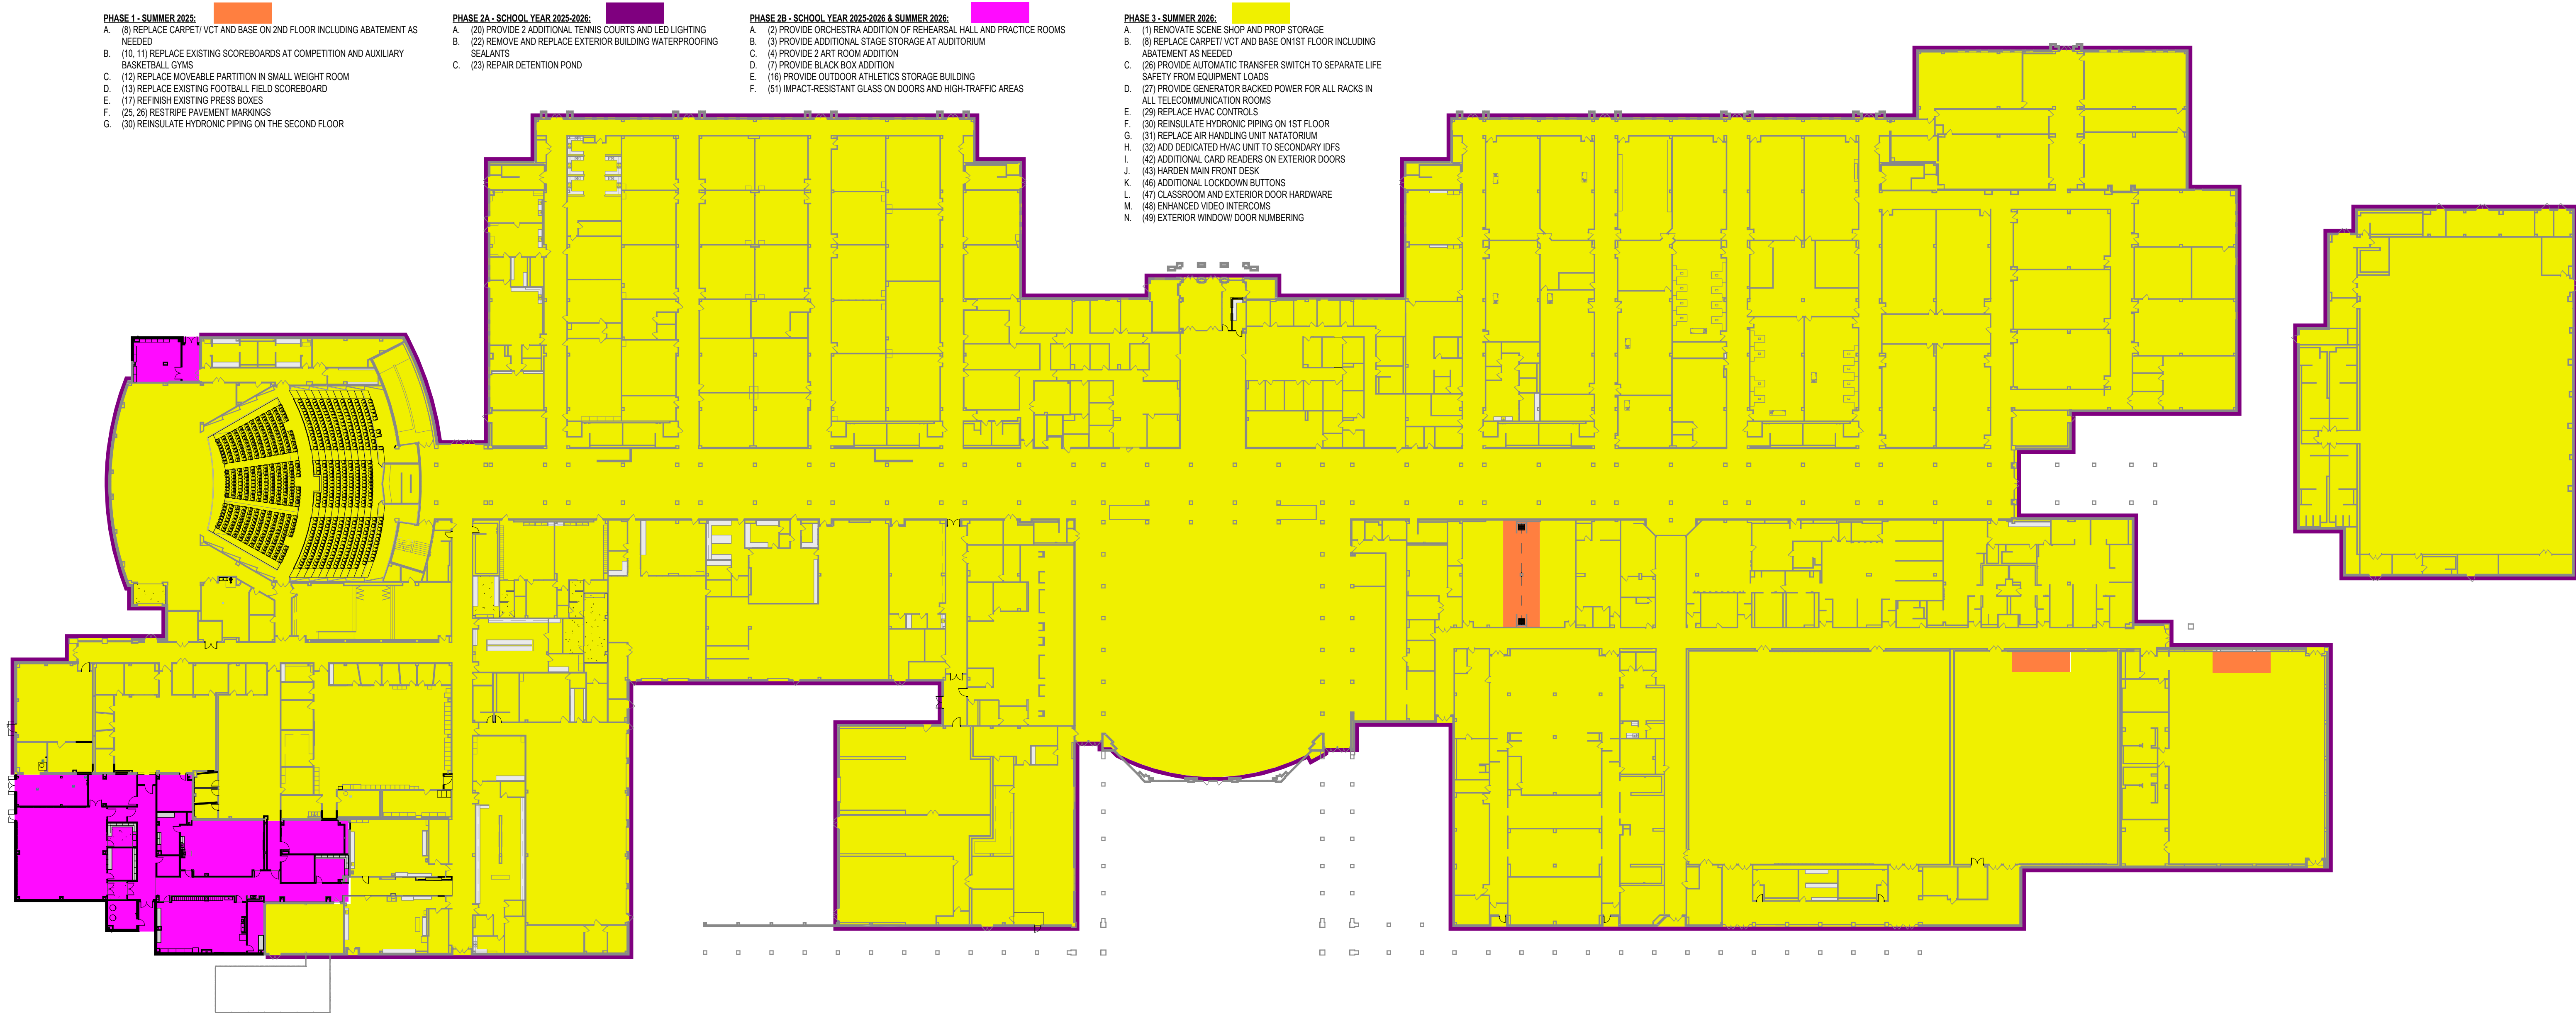 PHASE 1 - SUMMER 2025:
A. (8) REPLACE CARPET/ VCT AND BASE ON 2ND FLOOR INCLUDING ABATEMENT AS
NEEDED
B. (10, 11) REPLACE EXISTING SCOREBOARDS AT COMPETITION AND AUXILIARY
BASKETBALL GYMS
C. (12) REPLACE MOVEABLE PARTITION IN SMALL WEIGHT ROOM
D. (13) REPLACE EXISTING FOOTBALL FIELD SCOREBOARD
E. (17) REFINISH EXISTING PRESS BOXES
F. (25, 26) RESTRIPE PAVEMENT MARKINGS
G. (30) REINSULATE HYDRONIC PIPING ON THE SECOND FLOOR
PHASE 2A - SCHOOL YEAR 2025-2026:
A. (20) PROVIDE 2 ADDITIONAL TENNIS COURTS AND LED LIGHTING
B. (22) REMOVE AND REPLACE EXTERIOR BUILDING WATERPROOFING
SEALANTS
C. (23) REPAIR DETENTION POND
PHASE 2B - SCHOOL YEAR 2025-2026 & SUMMER 2026:
A. (2) PROVIDE ORCHESTRA ADDITION OF REHEARSAL HALL AND PRACTICE ROOMS
B. (3) PROVIDE ADDITIONAL STAGE STORAGE AT AUDITORIUM
C. (4) PROVIDE 2 ART ROOM ADDITION
D. (7) PROVIDE BLACK BOX ADDITION
E. (16) PROVIDE OUTDOOR ATHLETICS STORAGE BUILDING
F. (51) IMPACT-RESISTANT GLASS ON DOORS AND HIGH-TRAFFIC AREAS
PHASE 3 - SUMMER 2026:
A. (1) RENOVATE SCENE SHOP AND PROP STORAGE
B. (8) REPLACE CARPET/ VCT AND BASE ON1ST FLOOR INCLUDING
ABATEMENT AS NEEDED
C. (26) PROVIDE AUTOMATIC TRANSFER SWITCH TO SEPARATE LIFE
SAFETY FROM EQUIPMENT LOADS
D. (27) PROVIDE GENERATOR BACKED POWER FOR ALL RACKS IN
ALL TELECOMMUNICATION ROOMS
E. (29) REPLACE HVAC CONTROLS
F. (30) REINSULATE HYDRONIC PIPING ON 1ST FLOOR
G. (31) REPLACE AIR HANDLING UNIT NATATORIUM
H. (32) ADD DEDICATED HVAC UNIT TO SECONDARY IDFS
I. (42) ADDITIONAL CARD READERS ON EXTERIOR DOORS
J. (43) HARDEN MAIN FRONT DESK
K. (46) ADDITIONAL LOCKDOWN BUTTONS
L. (47) CLASSROOM AND EXTERIOR DOOR HARDWARE
M. (48) ENHANCED VIDEO INTERCOMS
N. (49) EXTERIOR WINDOW/ DOOR NUMBERING